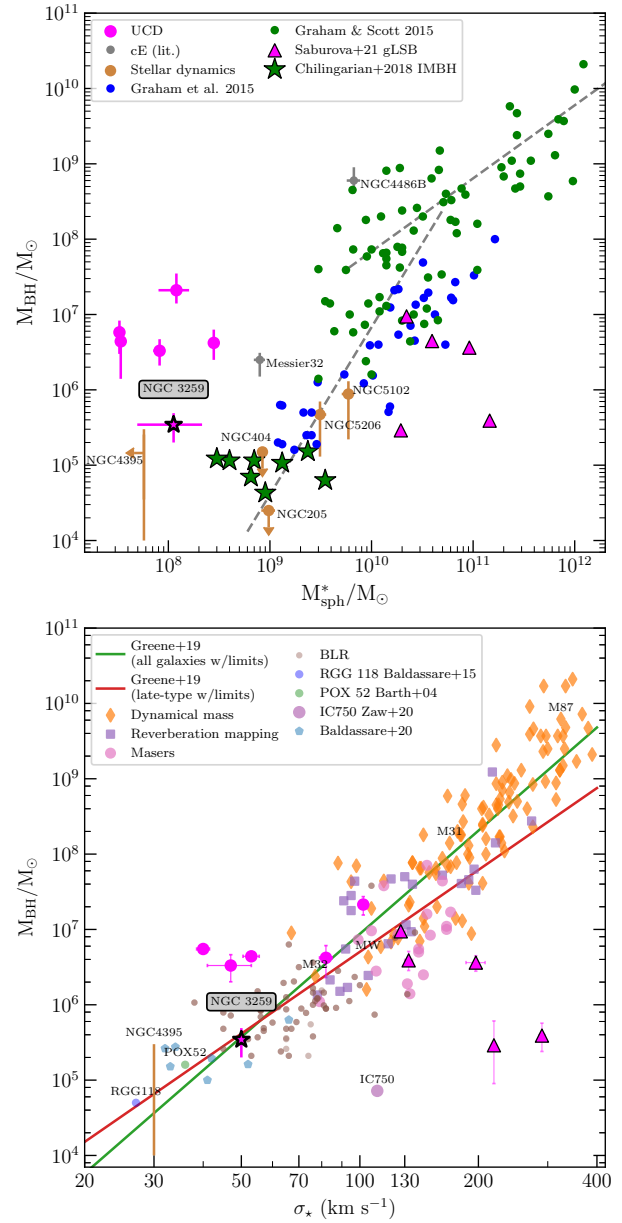 10^11
10^10
10^9
10^8
10^7
10^6
10^5
10^4
M_BH/M_⊙
UCD
cE (lit.)
Stellar dynamics
Graham et al. 2015
Graham & Scott 2015
Saburova+21 gLSB
Chilingarian+2018 IMBH
NGC4486B
Messier32
NGC 3259
NGC5102
NGC5206
NGC404
NGC4395
NGC205
10^8
10^9
10^10
10^11
10^12
M*_sph/M_⊙
10^11
10^10
10^9
10^8
10^7
10^6
10^5
10^4
M_BH/M_⊙
Greene+19
(all galaxies w/limits)
Greene+19
(late-type w/limits)
Dynamical mass
Reverberation mapping
Masers
BLR
RGG 118 Baldassare+15
POX 52 Barth+04
IC750 Zaw+20
Baldassare+20
M87
M31
MW
M32
NGC 3259
NGC4395
POX52
RGG118
IC750
20
30
50
70
100
130
200
400
σ⋆ (km s⁻¹)